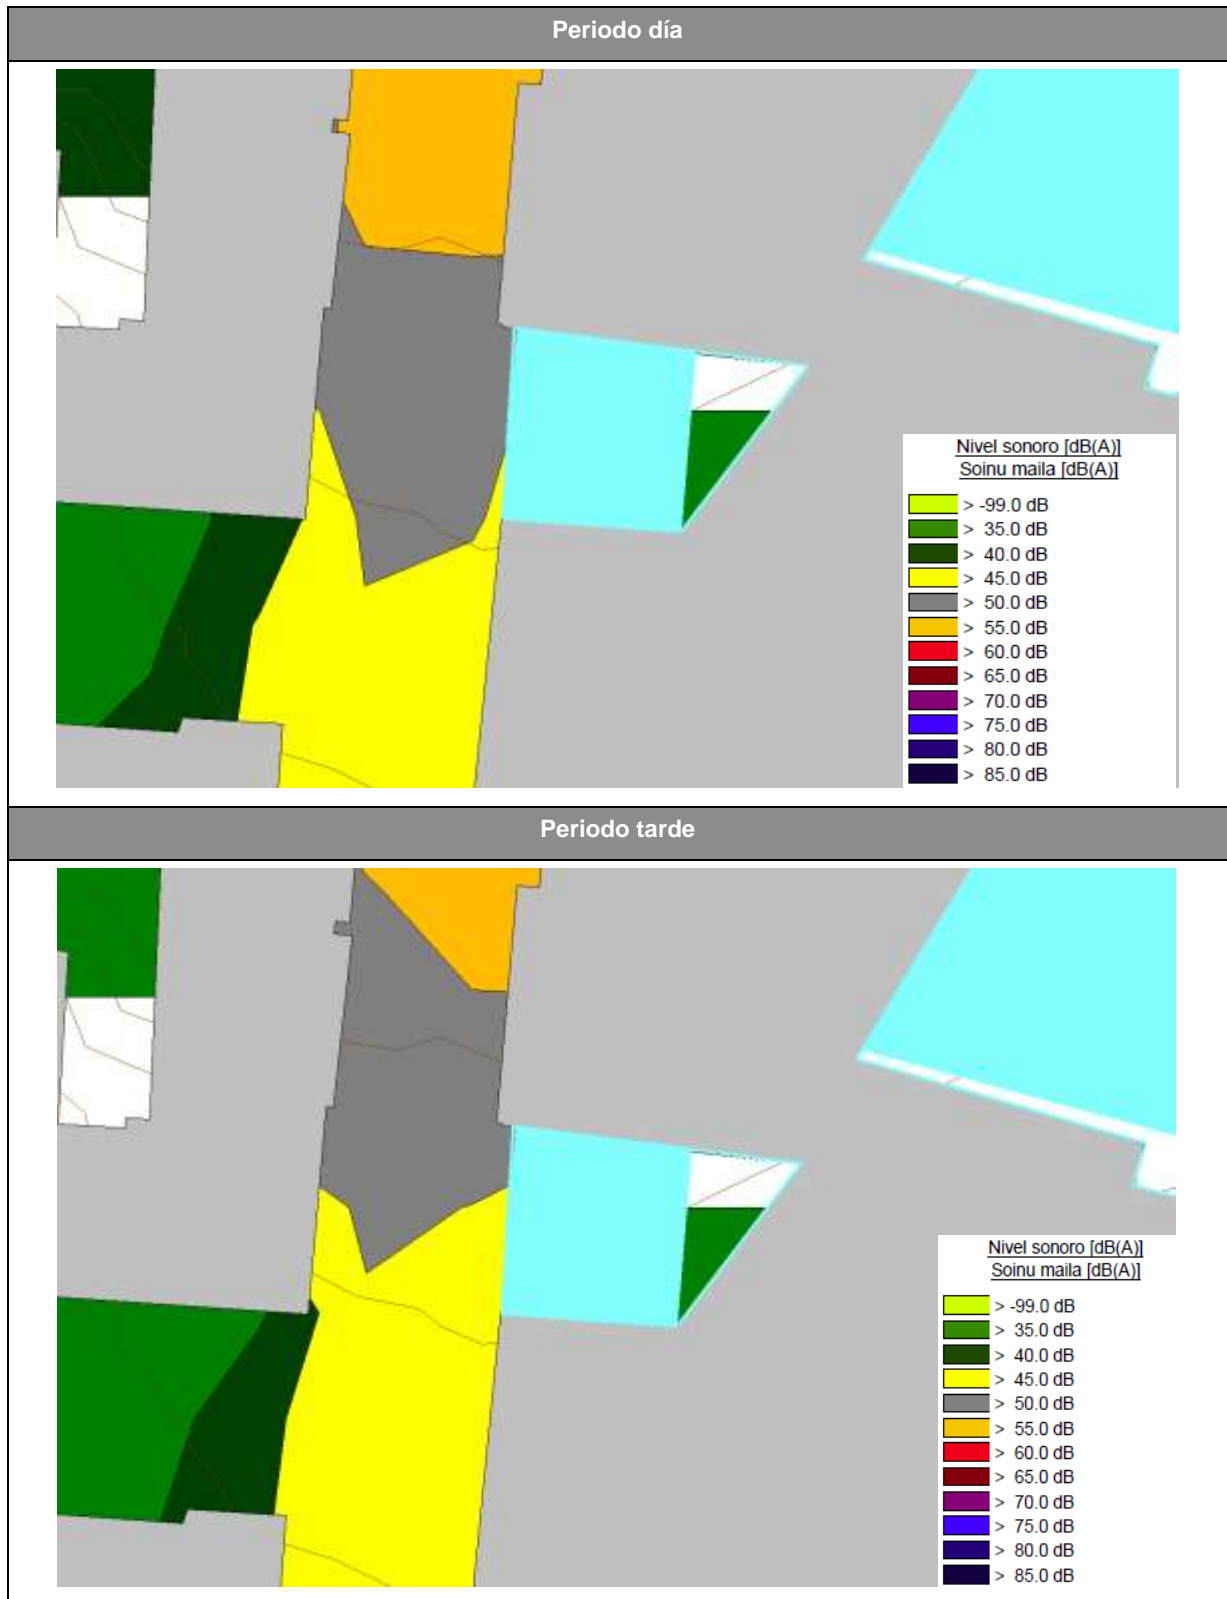 Periodo día
Nivel sonoro [dB(A)]
Soinu maila [dB(A)]
> -99.0 dB
> 35.0 dB
> 40.0 dB
> 45.0 dB
> 50.0 dB
> 55.0 dB
> 60.0 dB
> 65.0 dB
> 70.0 dB
> 75.0 dB
> 80.0 dB
> 85.0 dB
Periodo tarde
Nivel sonoro [dB(A)]
Soinu maila [dB(A)]
> -99.0 dB
> 35.0 dB
> 40.0 dB
> 45.0 dB
> 50.0 dB
> 55.0 dB
> 60.0 dB
> 65.0 dB
> 70.0 dB
> 75.0 dB
> 80.0 dB
> 85.0 dB